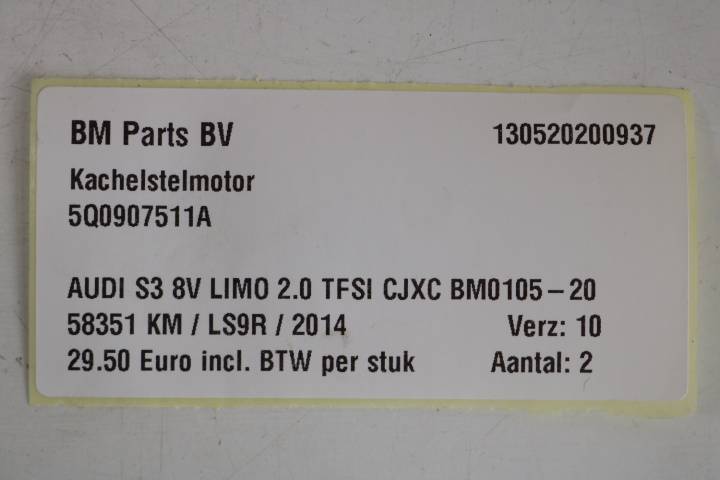 BM Parts BV 130520200937
Kachelstelmotor
5Q0907511A
AUDI S3 8V LIMO 2.0 TFSI CJXC BM0105-20
58351 KM / LS9R / 2014 Verz: 10
29.50 Euro incl. BTW per stuk Aantal: 2